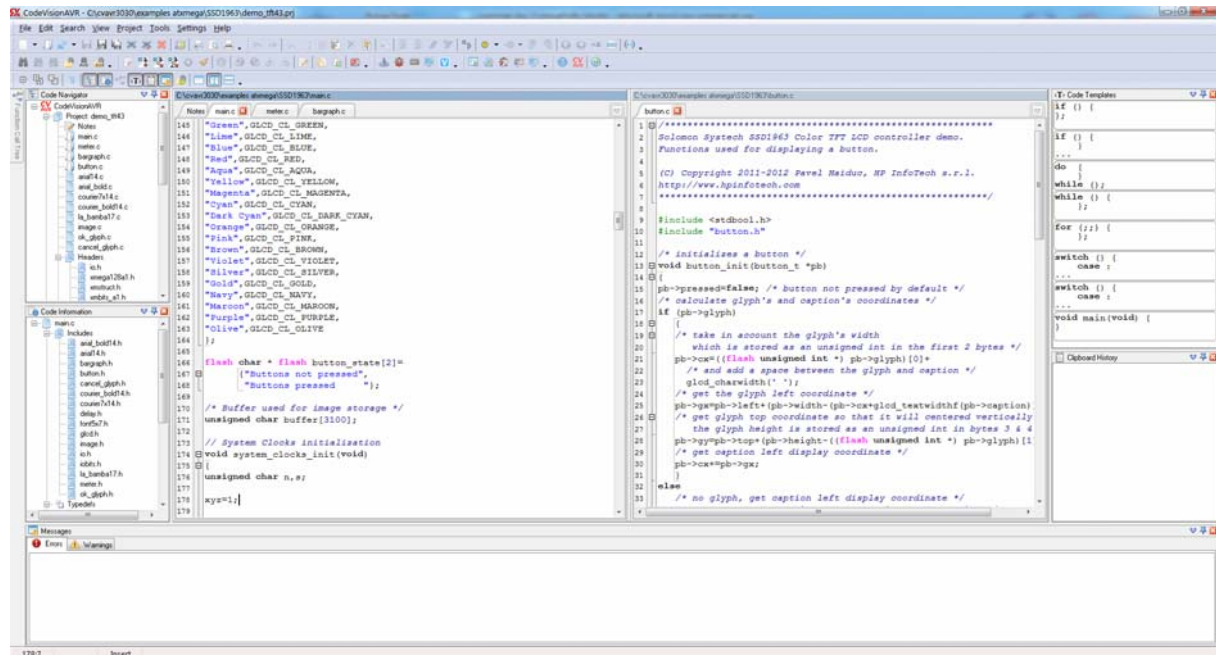 CodeVisionAVR - C:\cvavr3030\examples atxmega\SSD1963\demo_tft43.prj
File Edit Search View Project Tools Settings Help
Code Navigator
CodeVisionAVR
Project: demo_tft43
Notes
main.c
meter.c
bargraph.c
button.c
arial14.c
arial_bold.c
courier7x14.c
courier_bold14.c
la_bamba17.c
image.c
ok_glyph.c
cancel_glyph.c
Headers
io.h
xmega128a1.h
xmstruct.h
xmbits_a1.h
Function Call Tree
Code Information
main.c
Includes
arial_bold14.h
arial14.h
bargraph.h
button.h
cancel_glyph.h
courier_bold14.h
courier7x14.h
delay.h
font5x7.h
glcd.h
image.h
io.h
iobits.h
la_bamba17.h
meter.h
ok_glyph.h
Typedefs
C:\cvavr3030\examples atxmega\SSD1963\main.c
Notes main.c meter.c bargraph.c
145 "Green",GLCD_CL_GREEN,
146 "Lime",GLCD_CL_LIME,
147 "Blue",GLCD_CL_BLUE,
148 "Red",GLCD_CL_RED,
149 "Aqua",GLCD_CL_AQUA,
150 "Yellow",GLCD_CL_YELLOW,
151 "Magenta",GLCD_CL_MAGENTA,
152 "Cyan",GLCD_CL_CYAN,
153 "Dark Cyan",GLCD_CL_DARK_CYAN,
154 "Orange",GLCD_CL_ORANGE,
155 "Pink",GLCD_CL_PINK,
156 "Brown",GLCD_CL_BROWN,
157 "Violet",GLCD_CL_VIOLET,
158 "Silver",GLCD_CL_SILVER,
159 "Gold",GLCD_CL_GOLD,
160 "Navy",GLCD_CL_NAVY,
161 "Maroon",GLCD_CL_MAROON,
162 "Purple",GLCD_CL_PURPLE,
163 "Olive",GLCD_CL_OLIVE
164 };
165
166 flash char * flash button_state[2]=
167 {"Buttons not pressed",
168 "Buttons pressed "};
169
170 /* Buffer used for image storage */
171 unsigned char buffer[3100];
172
173 // System Clocks initialization
174 void system_clocks_init(void)
175 {
176 unsigned char n,s;
177
178 xyz=1;
179
C:\cvavr3030\examples atxmega\SSD1963\button.c
button.c
1 /*************************************************************
2 Solomon Systech SSD1963 Color TFT LCD controller demo.
3 Functions used for displaying a button.
4
5 (C) Copyright 2011-2012 Pavel Haiduc, HP InfoTech s.r.l.
6 http://www.hpinfotech.com
7 *************************************************************/
8
9 #include <stdbool.h>
10 #include "button.h"
11
12 /* initializes a button */
13 void button_init(button_t *pb)
14 {
15 pb->pressed=false; /* button not pressed by default */
16 /* calculate glyph's and caption's coordinates */
17 if (pb->glyph)
18 {
19 /* take in account the glyph's width
20 which is stored as an unsigned int in the first 2 bytes */
21 pb->cx=((flash unsigned int *) pb->glyph)[0]+
22 /* and add a space between the glyph and caption */
23 glcd_charwidth(' ');
24 /* get the glyph left coordinate */
25 pb->gx=pb->left+(pb->width-(pb->cx+glcd_textwidthf(pb->caption)
26 /* get glyph top coordinate so that it will centered vertically
27 the glyph height is stored as an unsigned int in bytes 3 & 4
28 pb->gy=pb->top+(pb->height-((flash unsigned int *) pb->glyph)[1]
29 /* get caption left display coordinate */
30 pb->cx+=pb->gx;
31 }
32 else
33 /* no glyph, get caption left display coordinate */
Code Templates
if () {
};
if () {
}
...
do {
}
while ();
while () {
};
for (;;) {
};
switch () {
case :
...
switch () {
case :
...
void main(void) {
}
Clipboard History
Messages
Errors Warnings
178:7 Insert